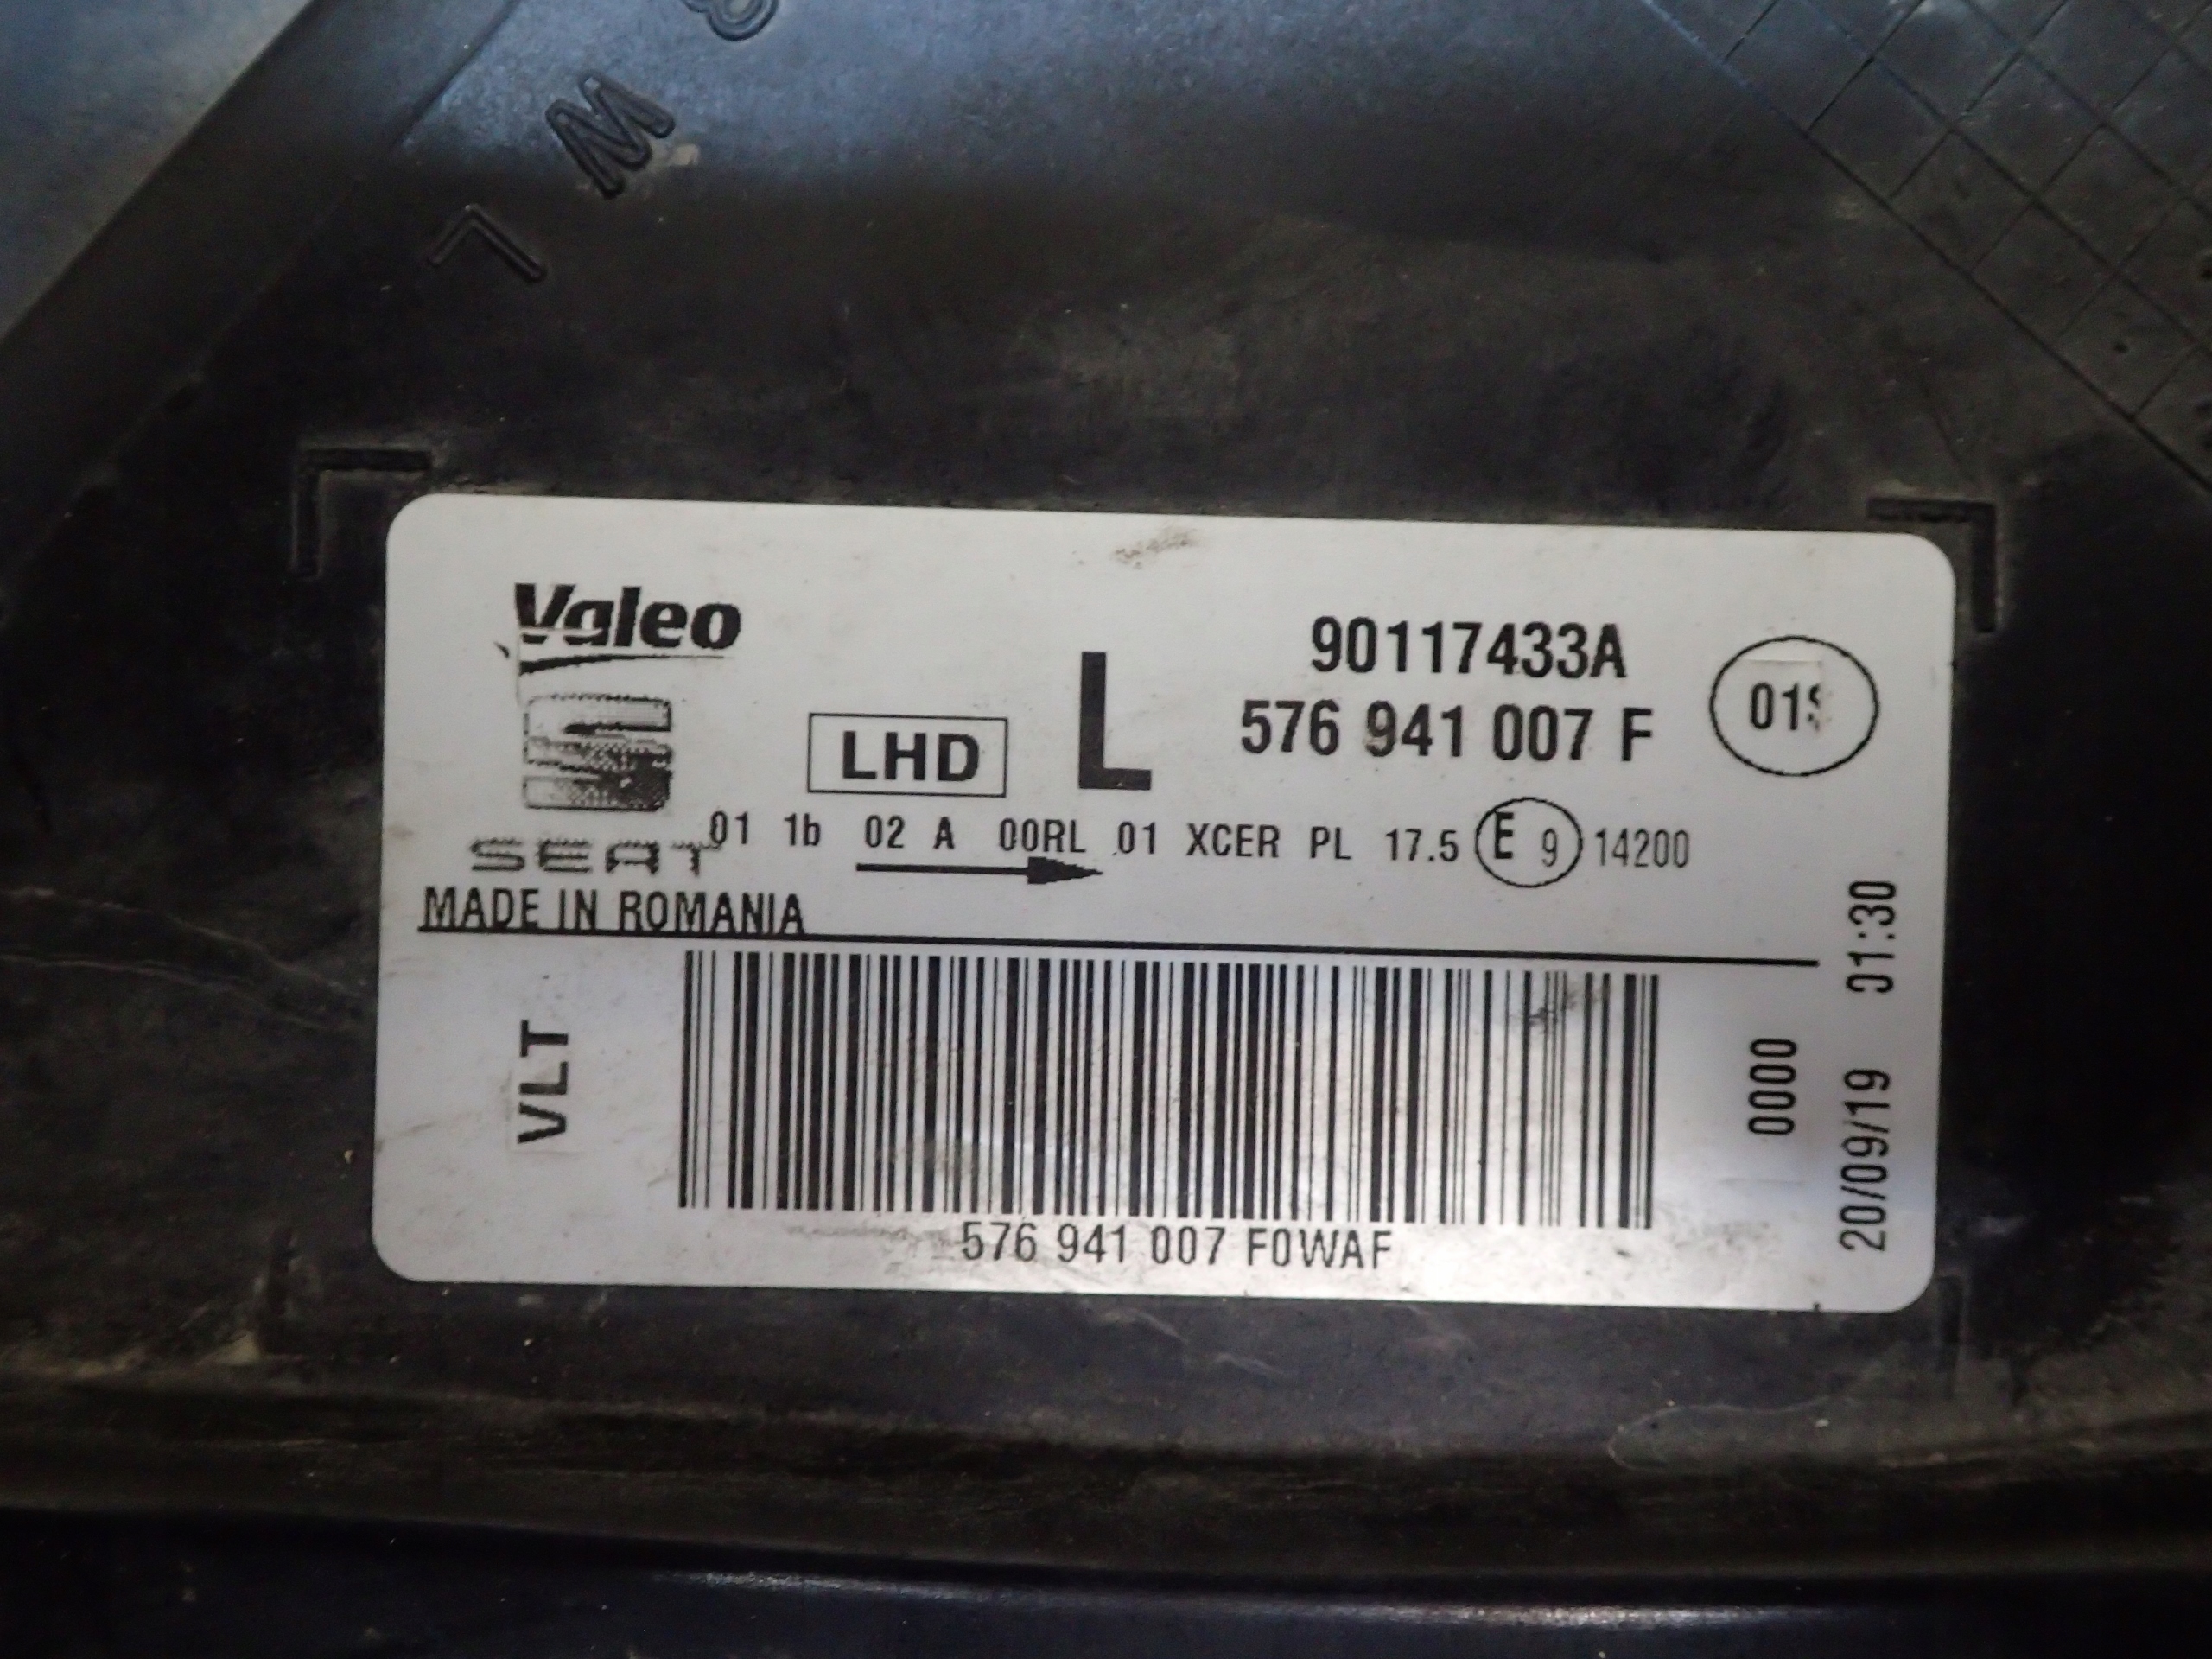 W
L
Valeo
90117433A
LHD L 576 941 007 F
SEAT
01 1b 02 A 00RL 01 XCER PL 17.5 E 9 14200
MADE IN ROMANIA
VLT
0000
20/09/19 01:30
576 941 007 F0WAF